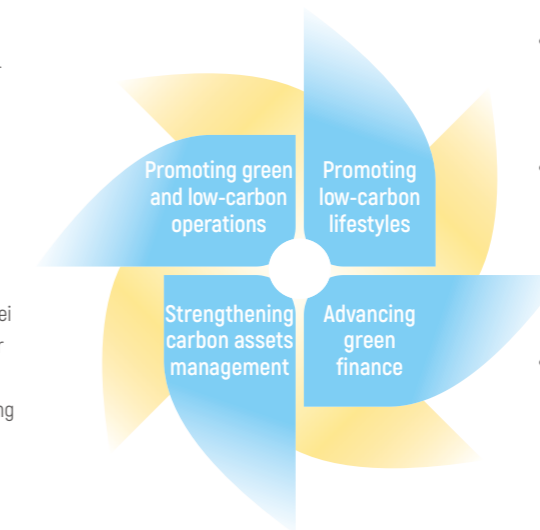 Promoting green
and low-carbon
operations
Promoting
low-carbon
lifestyles
Strengthening
carbon assets
management
Advancing
green
finance